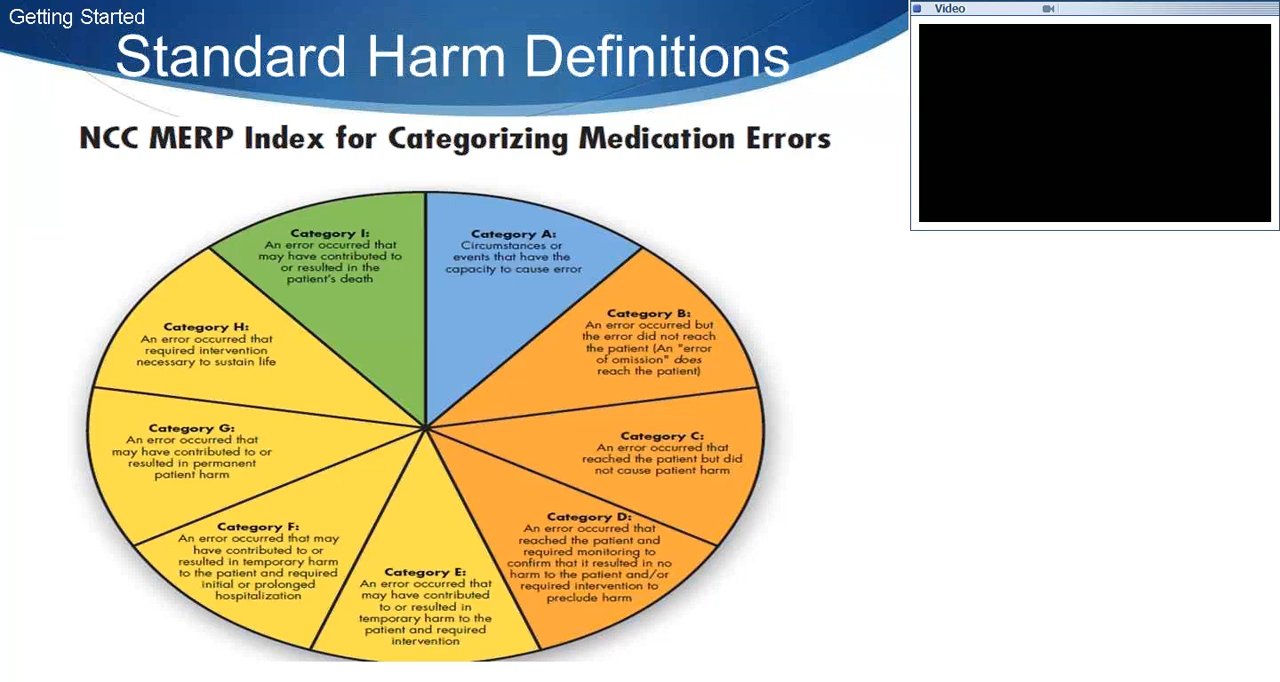 Getting Started
Standard Harm Definitions
Video
NCC MERP Index for Categorizing Medication Errors
Category I:
An error occurred that
may have contributed to
or resulted in the
patient's death
Category A:
Circumstances or
events that have the
capacity to cause error
Category B:
An error occurred but
the error did not reach
the patient (An "error
of omission" does
reach the patient)
Category H:
An error occurred that
required intervention
necessary to sustain life
Category C:
An error occurred that
reached the patient but did
not cause patient harm
Category G:
An error occurred that
may have contributed to or
resulted in permanent
patient harm
Category D:
An error occurred that
reached the patient and
required monitoring to
confirm that it resulted in no
harm to the patient and/or
required intervention to
preclude harm
Category F:
An error occurred that may
have contributed to or
resulted in temporary harm
to the patient and required
initial or prolonged
hospitalization
Category E:
An error occurred that
may have contributed
to or resulted in
temporary harm to the
patient and required
intervention